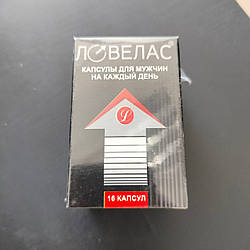 ЛОВЕЛАС
КАПСУЛЫ ДЛЯ МУЖЧИН
НА КАЖДЫЙ ДЕНЬ
16 КАПСУЛ